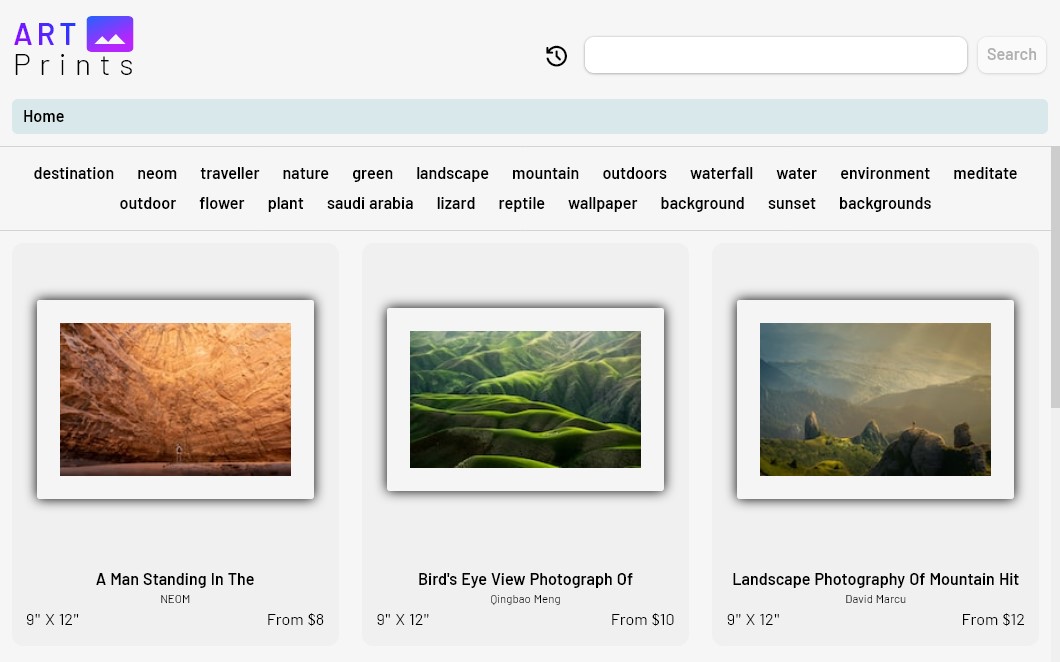 ART
Prints
Search
Home
destination neom traveller nature green landscape mountain outdoors waterfall water environment meditate
outdoor flower plant saudi arabia lizard reptile wallpaper background sunset backgrounds
A Man Standing In The
NEOM
9" X 12" From $8
Bird's Eye View Photograph Of
Qingbao Meng
9" X 12" From $10
Landscape Photography Of Mountain Hit
David Marcu
9" X 12" From $12